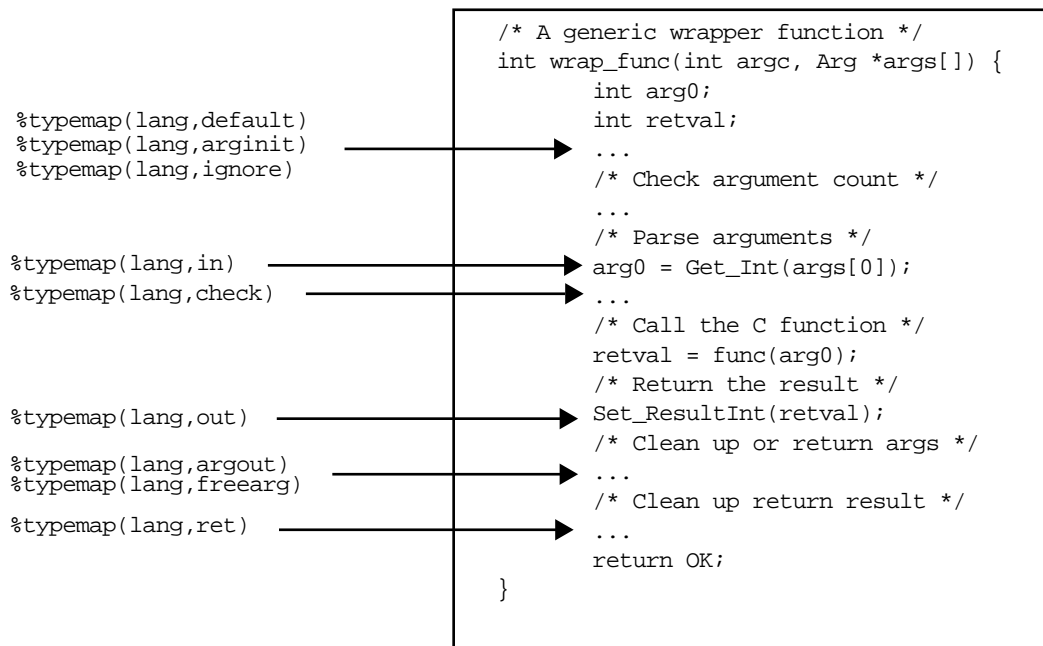 /* A generic wrapper function */
int wrap_func(int argc, Arg *args[]) {
int arg0;
int retval;
%typemap(lang,default)
%typemap(lang,arginit)
%typemap(lang,ignore)
...
/* Check argument count */
...
/* Parse arguments */
%typemap(lang,in)
arg0 = Get_Int(args[0]);
%typemap(lang,check)
...
/* Call the C function */
retval = func(arg0);
/* Return the result */
%typemap(lang,out)
Set_ResultInt(retval);
/* Clean up or return args */
%typemap(lang,argout)
%typemap(lang,freearg)
...
/* Clean up return result */
%typemap(lang,ret)
...
return OK;
}